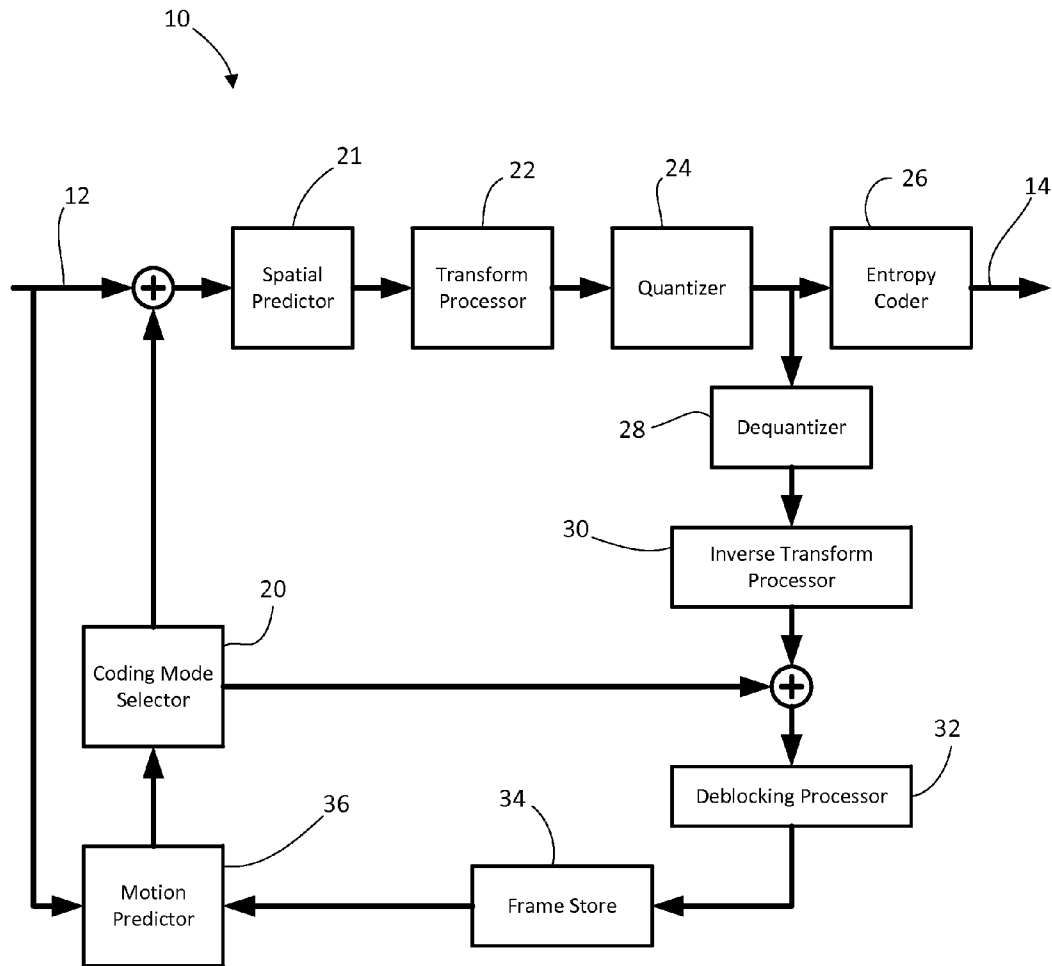 10
12
21
22
24
26
14
Spatial
Predictor
Transform
Processor
Quantizer
Entropy
Coder
28
Dequantizer
30
Inverse Transform
Processor
20
Coding Mode
Selector
32
Deblocking Processor
34
Frame Store
36
Motion
Predictor